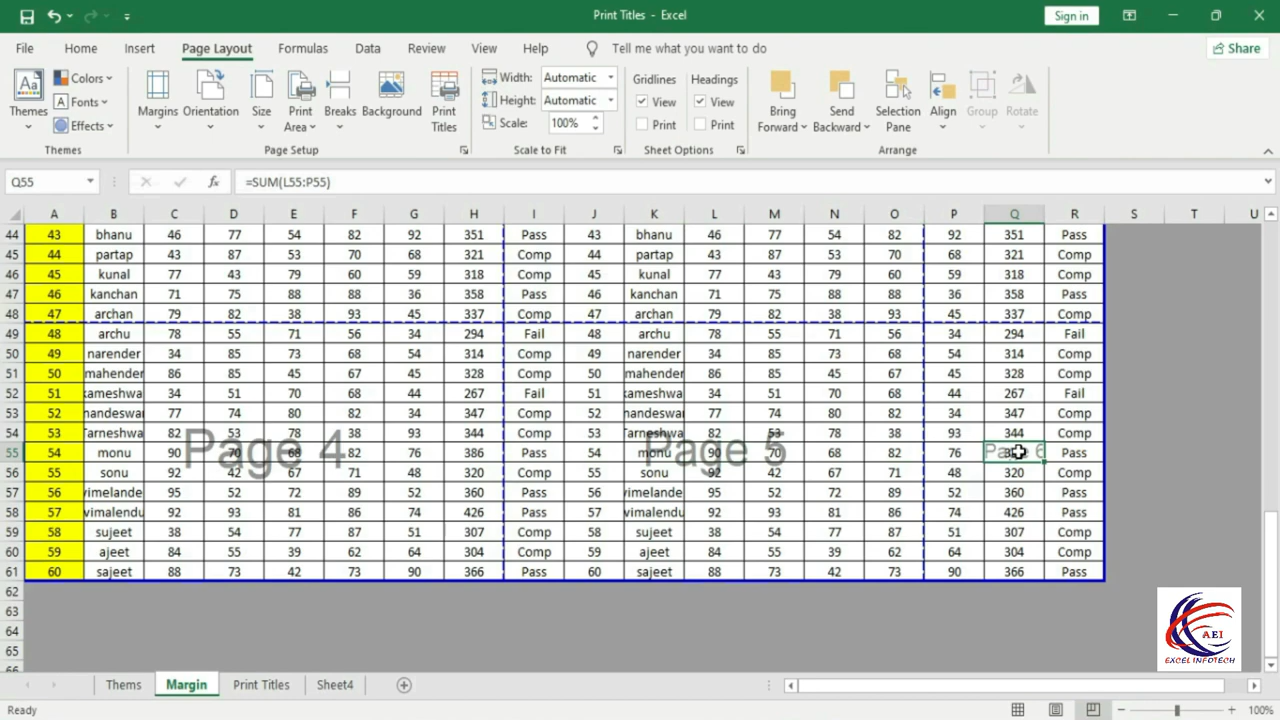 Print Titles - Excel
Sign in
File Home Insert Page Layout Formulas Data Review View Help Tell me what you want to do Share
Themes Colors Fonts Effects Margins Orientation Size Print Area Breaks Background Print Titles Width: Automatic Height: Automatic Scale: 100% Gridlines View Print Headings View Print Bring Forward Send Backward Selection Pane Align Group Rotate
Themes Page Setup Scale to Fit Sheet Options Arrange
Q55 fx =SUM(L55:P55)
A B C D E F G H I J K L M N O P Q R S T U
44 43 bhanu 46 77 54 82 92 351 Pass 43 bhanu 46 77 54 82 92 351 Pass
45 44 partap 43 87 53 70 68 321 Comp 44 partap 43 87 53 70 68 321 Comp
46 45 kunal 77 43 79 60 59 318 Comp 45 kunal 77 43 79 60 59 318 Comp
47 46 kanchan 71 75 88 88 36 358 Pass 46 kanchan 71 75 88 88 36 358 Pass
48 47 archan 79 82 38 93 45 337 Comp 47 archan 79 82 38 93 45 337 Comp
49 48 archu 78 55 71 56 34 294 Fail 48 archu 78 55 71 56 34 294 Fail
50 49 narender 34 85 73 68 54 314 Comp 49 narender 34 85 73 68 54 314 Comp
51 50 mahender 86 85 45 67 45 328 Comp 50 mahender 86 85 45 67 45 328 Comp
52 51 kameshwa 34 51 70 68 44 267 Fail 51 kameshwa 34 51 70 68 44 267 Fail
53 52 nandeswar 77 74 80 82 34 347 Comp 52 nandeswar 77 74 80 82 34 347 Comp
54 53 Tarneshwa 82 53 78 38 93 344 Comp 53 Tarneshwa 82 53 78 38 93 344 Comp
Page 4 Page 5
55 54 monu 90 70 68 82 76 386 Pass 54 monu 90 70 68 82 76 Pass
56 55 sonu 92 42 67 71 48 320 Comp 55 sonu 92 42 67 71 48 320 Comp
57 56 vimelande 95 52 72 89 52 360 Pass 56 vimelande 95 52 72 89 52 360 Pass
58 57 vimalendu 92 93 81 86 74 426 Pass 57 vimalendu 92 93 81 86 74 426 Pass
59 58 sujeet 38 54 77 87 51 307 Comp 58 sujeet 38 54 77 87 51 307 Comp
60 59 ajeet 84 55 39 62 64 304 Comp 59 ajeet 84 55 39 62 64 304 Comp
61 60 sajeet 88 73 42 73 90 366 Pass 60 sajeet 88 73 42 73 90 366 Pass
62
63
64
65
AEI
EXCEL INFOTECH
Thems Margin Print Titles Sheet4
Ready 100%